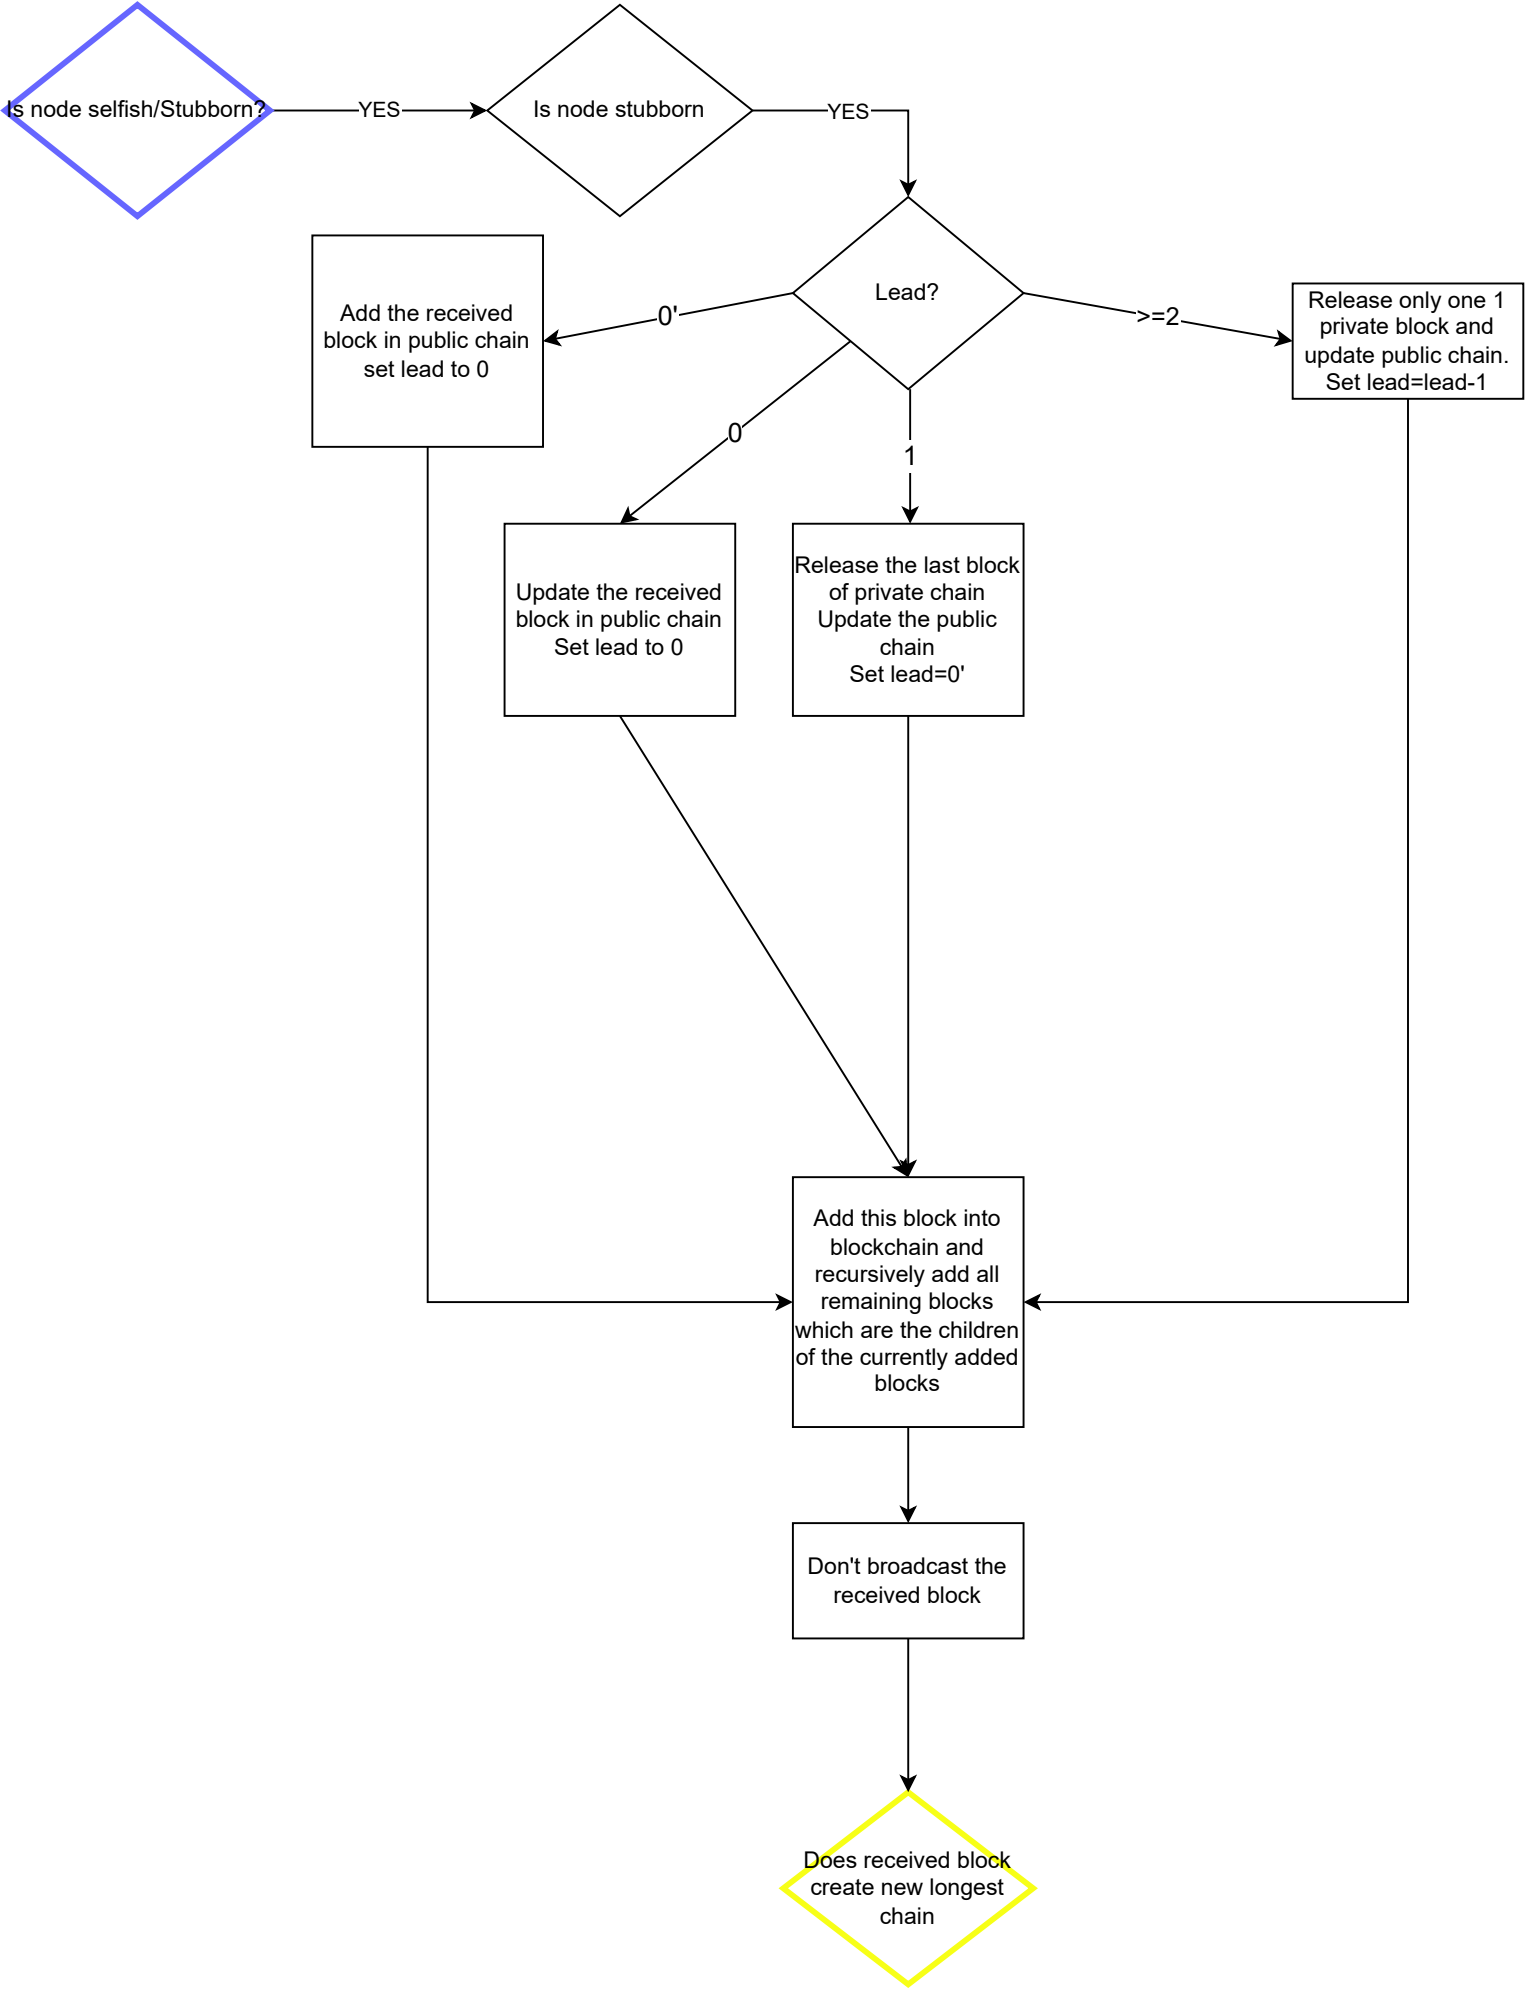 Is node selfish/Stubborn?
YES
Is node stubborn
YES
Lead?
0'
>=2
0
1
Add the received
block in public chain
set lead to 0
Release only one 1
private block and
update public chain.
Set lead=lead-1
Update the received
block in public chain
Set lead to 0
Release the last block
of private chain
Update the public
chain
Set lead=0'
Add this block into
blockchain and
recursively add all
remaining blocks
which are the children
of the currently added
blocks
Don't broadcast the
received block
Does received block
create new longest
chain